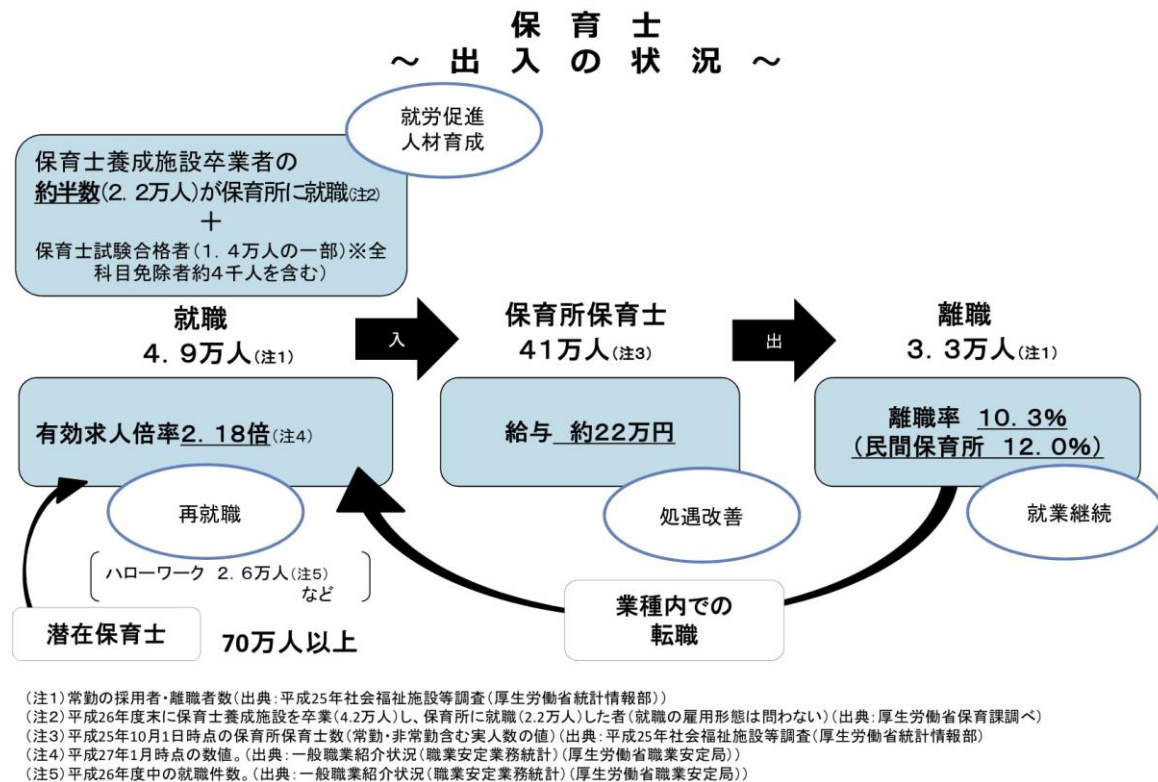 保 育 士
～ 出 入 の 状 況 ～
就労促進
人材育成
保育士養成施設卒業者の
約半数(2. 2万人)が保育所に就職(注2)
＋
保育士試験合格者(1. 4万人の一部)※全
科目免除者約4千人を含む)
就職
4. 9万人(注1)
入
保育所保育士
41万人(注3)
出
離職
3. 3万人(注1)
有効求人倍率2. 18倍(注4)
給与 約22万円
離職率 10. 3%
(民間保育所 12. 0%)
再就職
処遇改善
就業継続
ハローワーク 2. 6万人(注5)
など
潜在保育士
70万人以上
業種内での
転職
(注1)常勤の採用者・離職者数(出典:平成25年社会福祉施設等調査(厚生労働省統計情報部))
(注2)平成26年度末に保育士養成施設を卒業(4.2万人)し、保育所に就職(2.2万人)した者(就職の雇用形態は問わない)(出典:厚生労働省保育課調べ)
(注3)平成25年10月1日時点の保育所保育士数(常勤・非常勤含む実人数の値)(出典:平成25年社会福祉施設等調査(厚生労働省統計情報部)
(注4)平成27年1月時点の数値。(出典:一般職業紹介状況(職業安定業務統計)(厚生労働省職業安定局))
(注5)平成26年度中の就職件数。(出典:一般職業紹介状況(職業安定業務統計)(厚生労働省職業安定局))